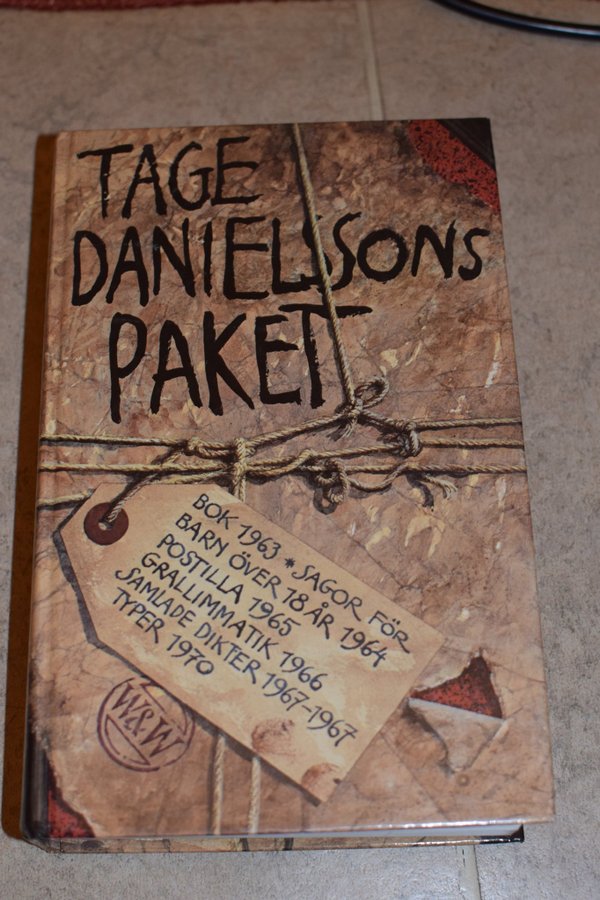 TAGE
DANIELSSONS
PAKET
BOK 1963 * SAGOR FÖR
BARN ÖVER 18 ÅR 1964
POSTILLA 1965
GRALLIMMATIK 1966
SAMLADE DIKTER 1967-1967
TYPER 1970
W&W